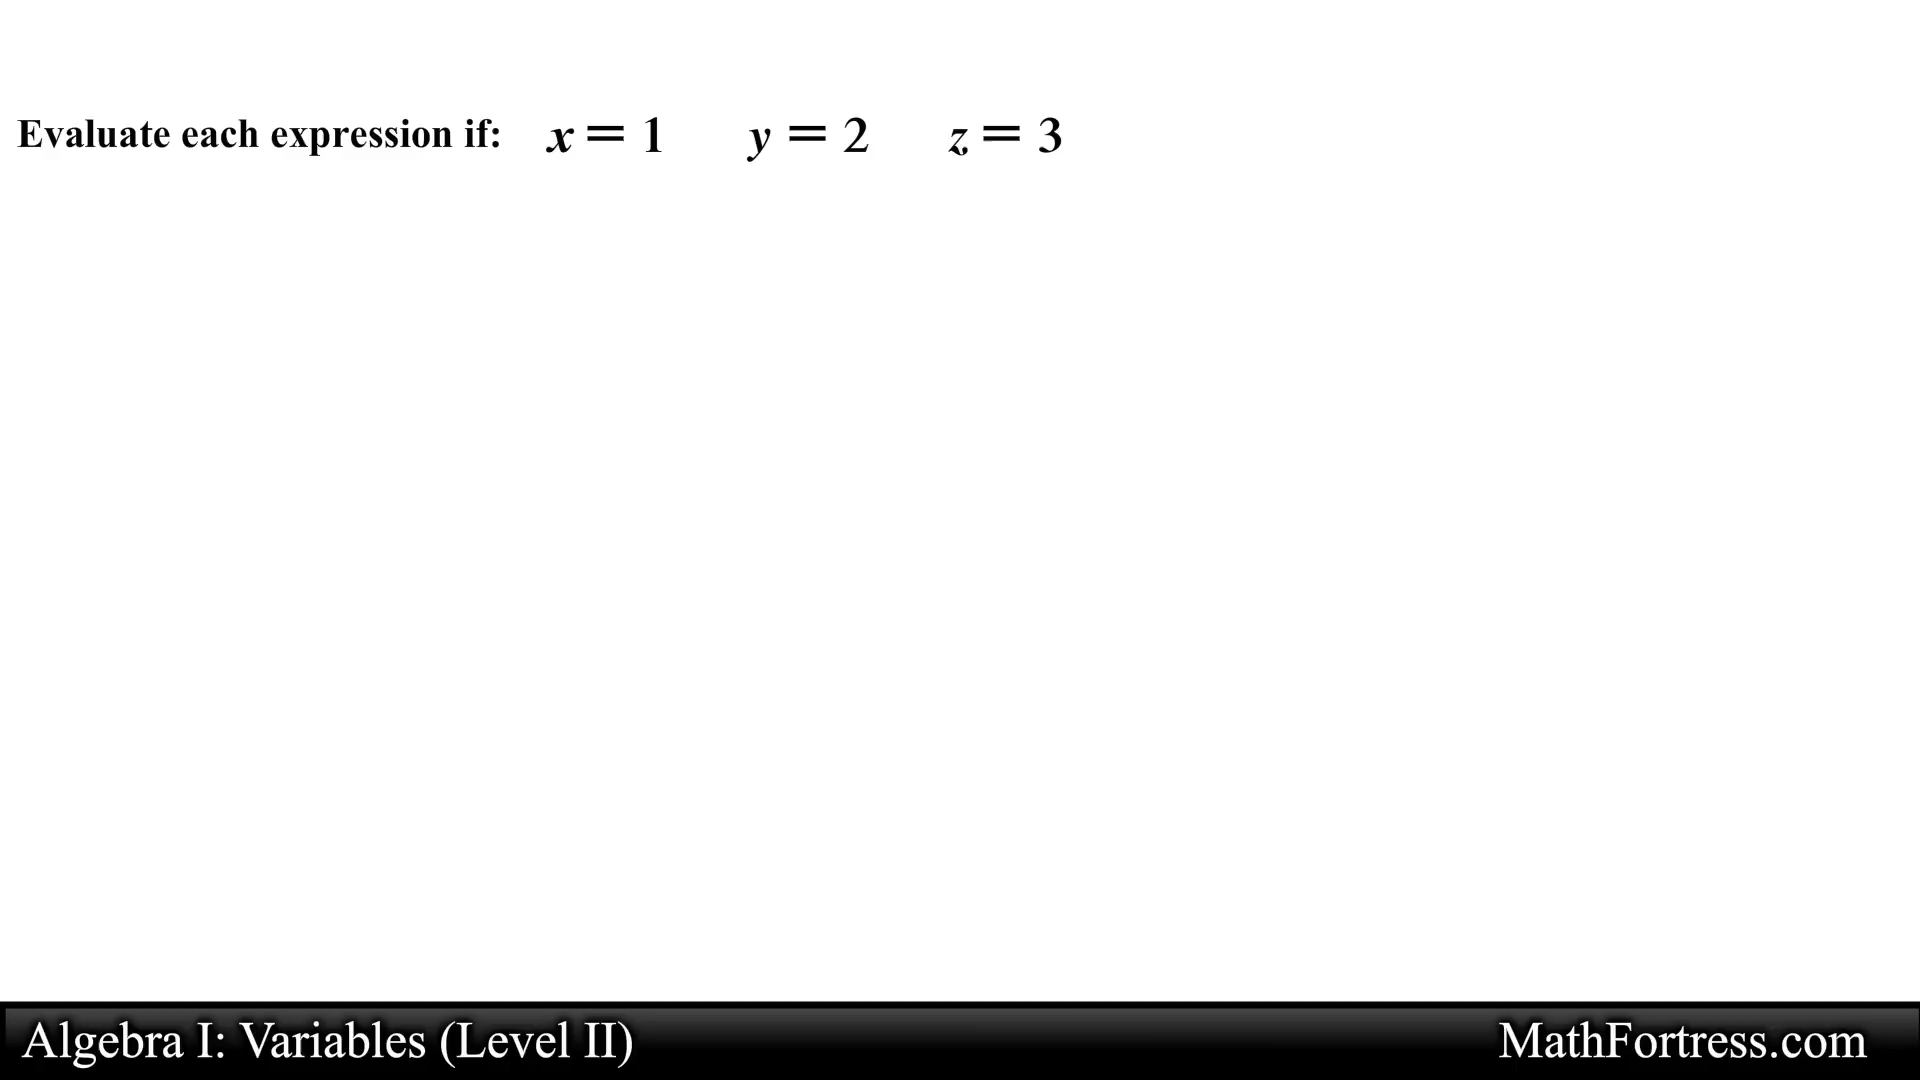 Evaluate each expression if: x = 1 y = 2 z = 3
Algebra I: Variables (Level II) MathFortress.com